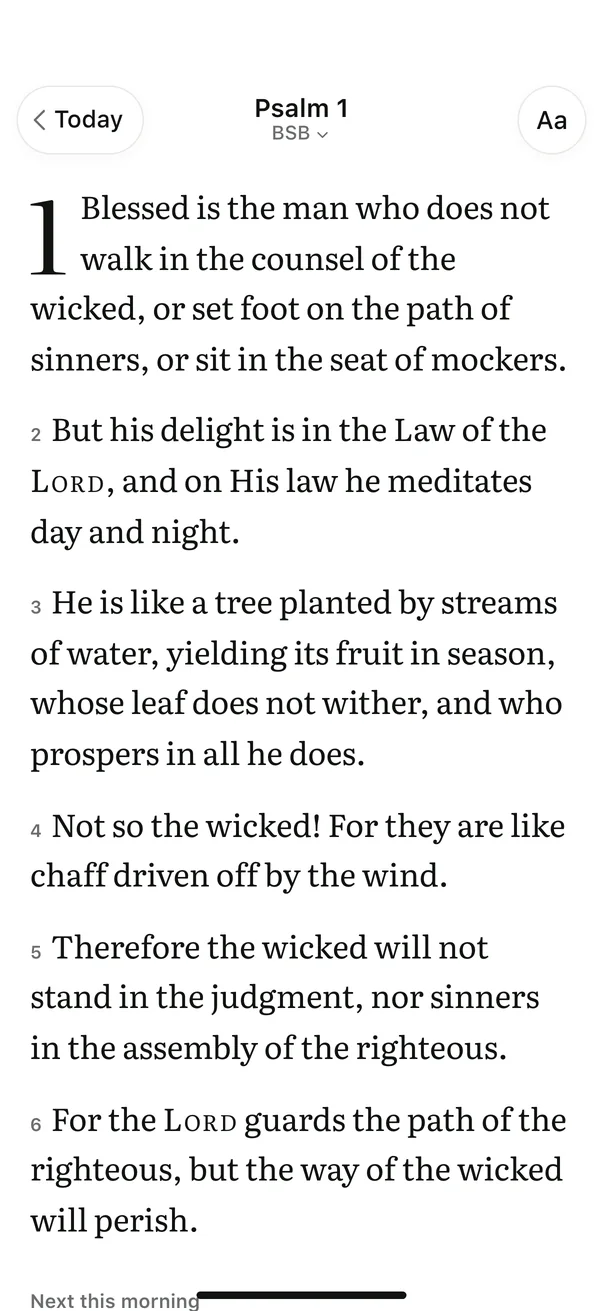 Today
Psalm 1
BSB
Aa
1 Blessed is the man who does not
walk in the counsel of the
wicked, or set foot on the path of
sinners, or sit in the seat of mockers.
2 But his delight is in the Law of the
LORD, and on His law he meditates
day and night.
3 He is like a tree planted by streams
of water, yielding its fruit in season,
whose leaf does not wither, and who
prospers in all he does.
4 Not so the wicked! For they are like
chaff driven off by the wind.
5 Therefore the wicked will not
stand in the judgment, nor sinners
in the assembly of the righteous.
6 For the LORD guards the path of the
righteous, but the way of the wicked
will perish.
Next this morning